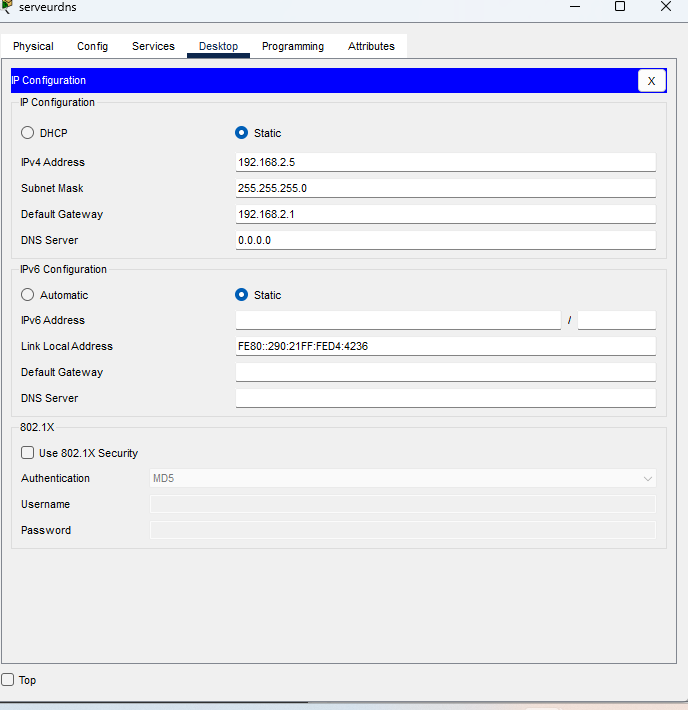 serveurdns
Physical Config Services Desktop Programming Attributes
IP Configuration X
IP Configuration
DHCP Static
IPv4 Address 192.168.2.5
Subnet Mask 255.255.255.0
Default Gateway 192.168.2.1
DNS Server 0.0.0.0
IPv6 Configuration
Automatic Static
IPv6 Address /
Link Local Address FE80::290:21FF:FED4:4236
Default Gateway
DNS Server
802.1X
Use 802.1X Security
Authentication MD5
Username
Password
Top